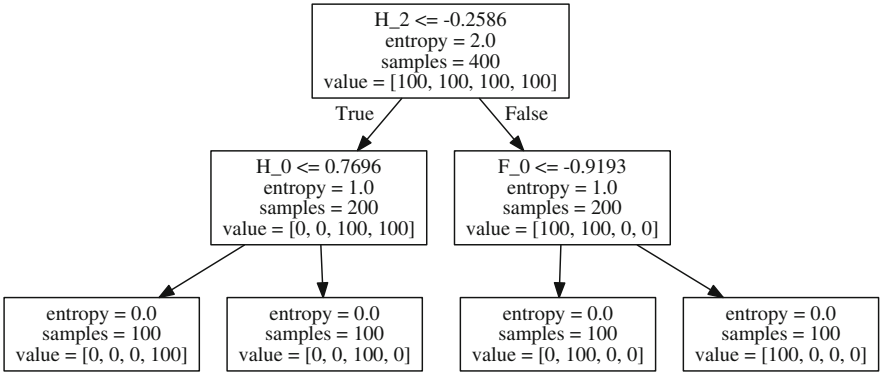 H_2 <= -0.2586
entropy = 2.0
samples = 400
value = [100, 100, 100, 100]
True
False
H_0 <= 0.7696
entropy = 1.0
samples = 200
value = [0, 0, 100, 100]
F_0 <= -0.9193
entropy = 1.0
samples = 200
value = [100, 100, 0, 0]
entropy = 0.0
samples = 100
value = [0, 0, 0, 100]
entropy = 0.0
samples = 100
value = [0, 0, 100, 0]
entropy = 0.0
samples = 100
value = [0, 100, 0, 0]
entropy = 0.0
samples = 100
value = [100, 0, 0, 0]